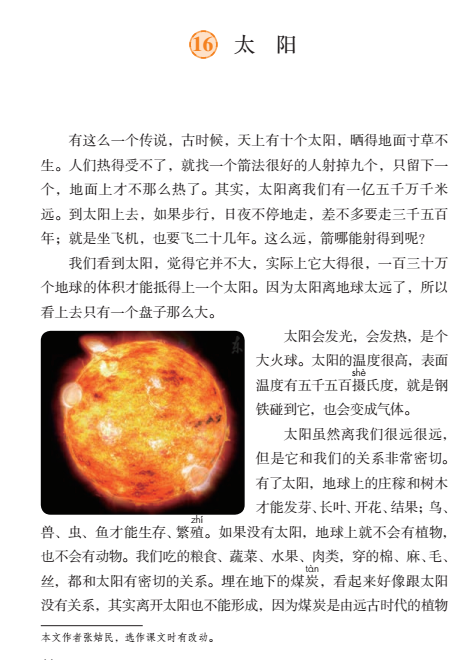 16 太 阳
有这么一个传说，古时候，天上有十个太阳，晒得地面寸草不
生。人们热得受不了，就找一个箭法很好的人射掉九个，只留下一
个，地面上才不那么热了。其实，太阳离我们有一亿五千万千米
远。到太阳上去，如果步行，日夜不停地走，差不多要走三千五百
年；就是坐飞机，也要飞二十几年。这么远，箭哪能射得到呢？
我们看到太阳，觉得它并不大，实际上它大得很，一百三十万
个地球的体积才能抵得上一个太阳。因为太阳离地球太远了，所以
看上去只有一个盘子那么大。
太阳会发光，会发热，是个
大火球。太阳的温度很高，表面
shè
温度有五千五百摄氏度，就是钢
铁碰到它，也会变成气体。
太阳虽然离我们很远很远，
但是它和我们的关系非常密切。
有了太阳，地球上的庄稼和树木
才能发芽、长叶、开花、结果；鸟、
zhí
兽、虫、鱼才能生存、繁殖。如果没有太阳，地球上就不会有植物，
也不会有动物。我们吃的粮食、蔬菜、水果、肉类，穿的棉、麻、毛、
tàn
丝，都和太阳有密切的关系。埋在地下的煤炭，看起来好像跟太阳
没有关系，其实离开太阳也不能形成，因为煤炭是由远古时代的植物
本文作者张姞民，选作课文时有改动。